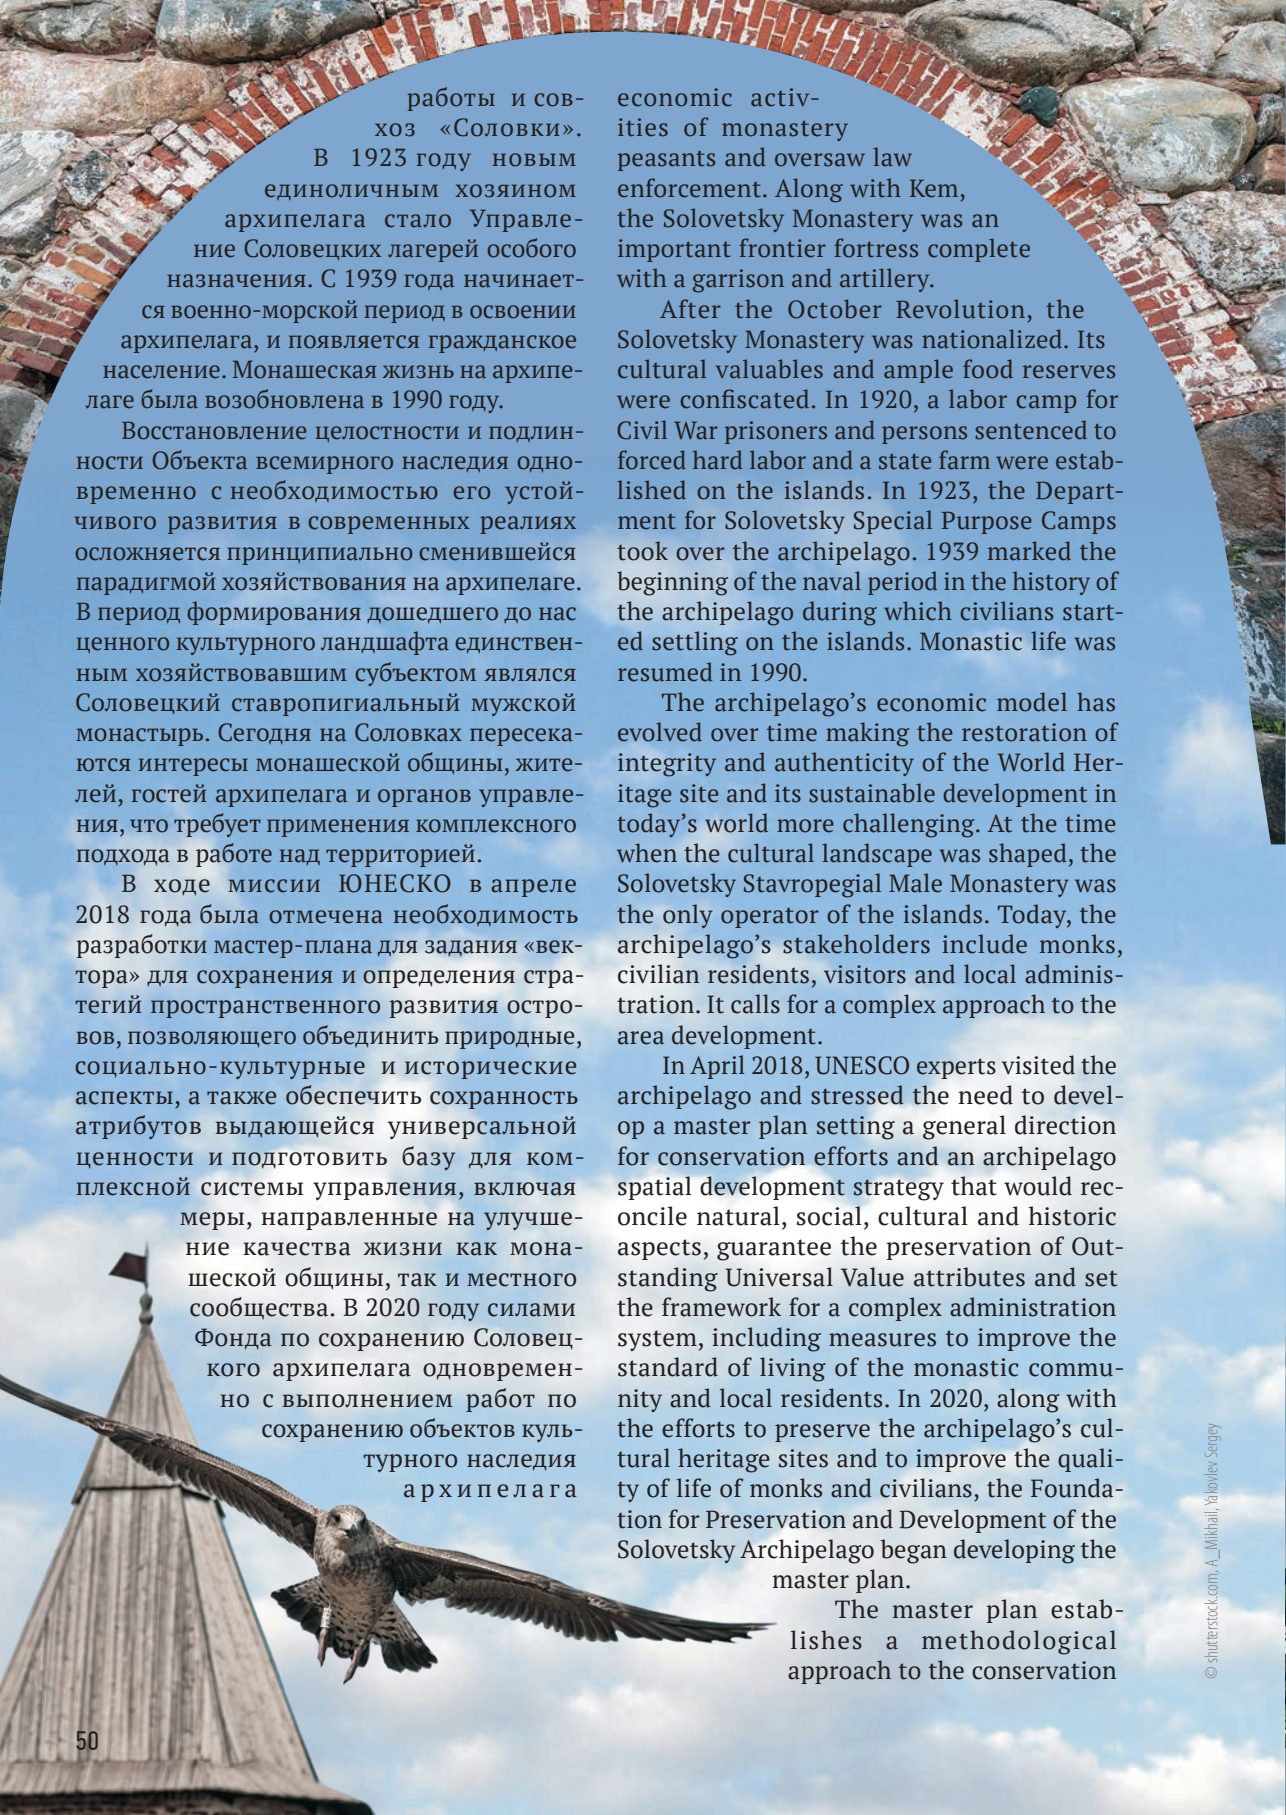 работы и сов-
хоз «Соловки».
В 1923 году новым
единоличным хозяином
архипелага стало Управле-
ние Соловецких лагерей особого
назначения. С 1939 года начинает-
ся военно-морской период в освоении
архипелага, и появляется гражданское
население. Монашеская жизнь на архипе-
лаге была возобновлена в 1990 году.
Восстановление целостности и подлин-
ности Объекта всемирного наследия одно-
временно с необходимостью его устой-
чивого развития в современных реалиях
осложняется принципиально сменившейся
парадигмой хозяйствования на архипелаге.
В период формирования дошедшего до нас
ценного культурного ландшафта единствен-
ным хозяйствовавшим субъектом являлся
Соловецкий ставропигиальный мужской
монастырь. Сегодня на Соловках пересека-
ются интересы монашеской общины, жите-
лей, гостей архипелага и органов управле-
ния, что требует применения комплексного
подхода в работе над территорией.
В ходе миссии ЮНЕСКО в апреле
2018 года была отмечена необходимость
разработки мастер-плана для задания «век-
тора» для сохранения и определения стра-
тегий пространственного развития остро-
вов, позволяющего объединить природные,
социально-культурные и исторические
аспекты, а также обеспечить сохранность
атрибутов выдающейся универсальной
ценности и подготовить базу для ком-
плексной системы управления, включая
меры, направленные на улучше-
ние качества жизни как мона-
шеской общины, так и местного
сообщества. В 2020 году силами
Фонда по сохранению Соловец-
кого архипелага одновремен-
но с выполнением работ по
сохранению объектов куль-
турного наследия
архипелага
economic activ-
ities of monastery
peasants and oversaw law
enforcement. Along with Kem,
the Solovetsky Monastery was an
important frontier fortress complete
with a garrison and artillery.
After the October Revolution, the
Solovetsky Monastery was nationalized. Its
cultural valuables and ample food reserves
were confiscated. In 1920, a labor camp for
Civil War prisoners and persons sentenced to
forced hard labor and a state farm were estab-
lished on the islands. In 1923, the Depart-
ment for Solovetsky Special Purpose Camps
took over the archipelago. 1939 marked the
beginning of the naval period in the history of
the archipelago during which civilians start-
ed settling on the islands. Monastic life was
resumed in 1990.
The archipelago’s economic model has
evolved over time making the restoration of
integrity and authenticity of the World Her-
itage site and its sustainable development in
today’s world more challenging. At the time
when the cultural landscape was shaped, the
Solovetsky Stavropegial Male Monastery was
the only operator of the islands. Today, the
archipelago’s stakeholders include monks,
civilian residents, visitors and local adminis-
tration. It calls for a complex approach to the
area development.
In April 2018, UNESCO experts visited the
archipelago and stressed the need to devel-
op a master plan setting a general direction
for conservation efforts and an archipelago
spatial development strategy that would rec-
oncile natural, social, cultural and historic
aspects, guarantee the preservation of Out-
standing Universal Value attributes and set
the framework for a complex administration
system, including measures to improve the
standard of living of the monastic commu-
nity and local residents. In 2020, along with
the efforts to preserve the archipelago’s cul-
tural heritage sites and to improve the quali-
ty of life of monks and civilians, the Founda-
tion for Preservation and Development of the
Solovetsky Archipelago began developing the
master plan.
The master plan estab-
lishes a methodological
approach to the conservation
© shutterstock.com, A_Mikhail, Yakovlev Sergey
50